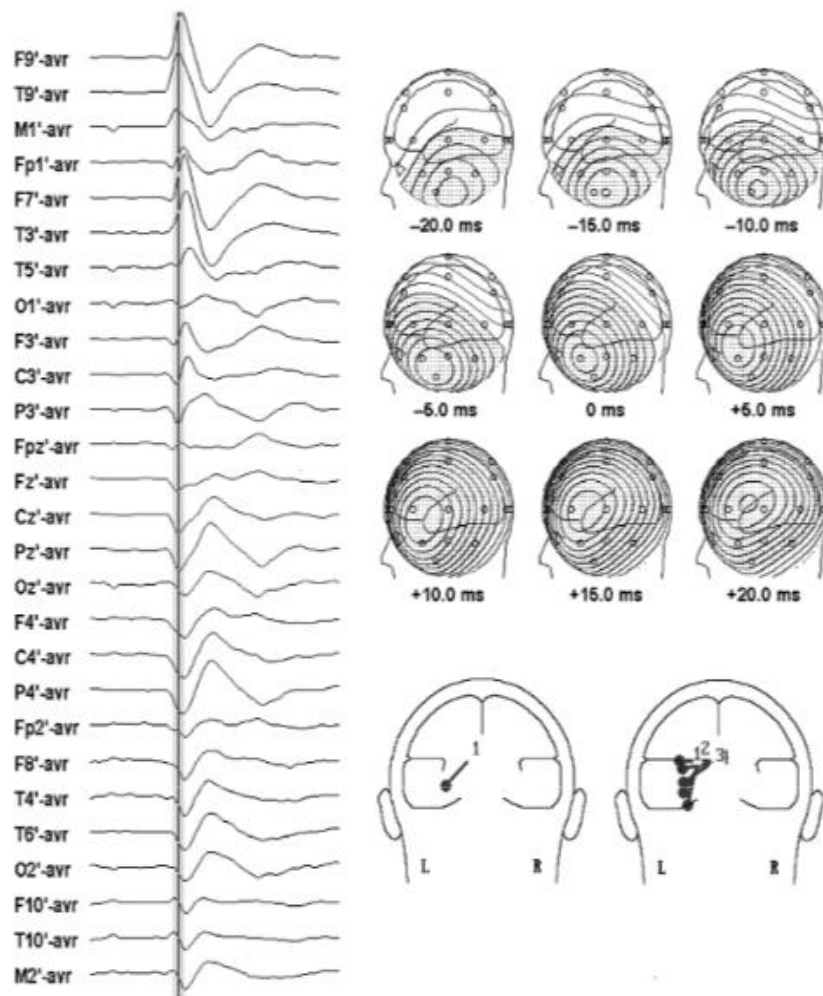 F9'-avr
T9'-avr
M1'-avr
Fp1'-avr
F7'-avr
T3'-avr
T5'-avr
O1'-avr
F3'-avr
C3'-avr
P3'-avr
Fpz'-avr
Fz'-avr
Cz'-avr
Pz'-avr
Oz'-avr
F4'-avr
C4'-avr
P4'-avr
Fp2'-avr
F8'-avr
T4'-avr
T6'-avr
O2'-avr
F10'-avr
T10'-avr
M2'-avr
–20.0 ms –15.0 ms –10.0 ms
–5.0 ms 0 ms +5.0 ms
+10.0 ms +15.0 ms +20.0 ms
1
1 2 3
L R
L R